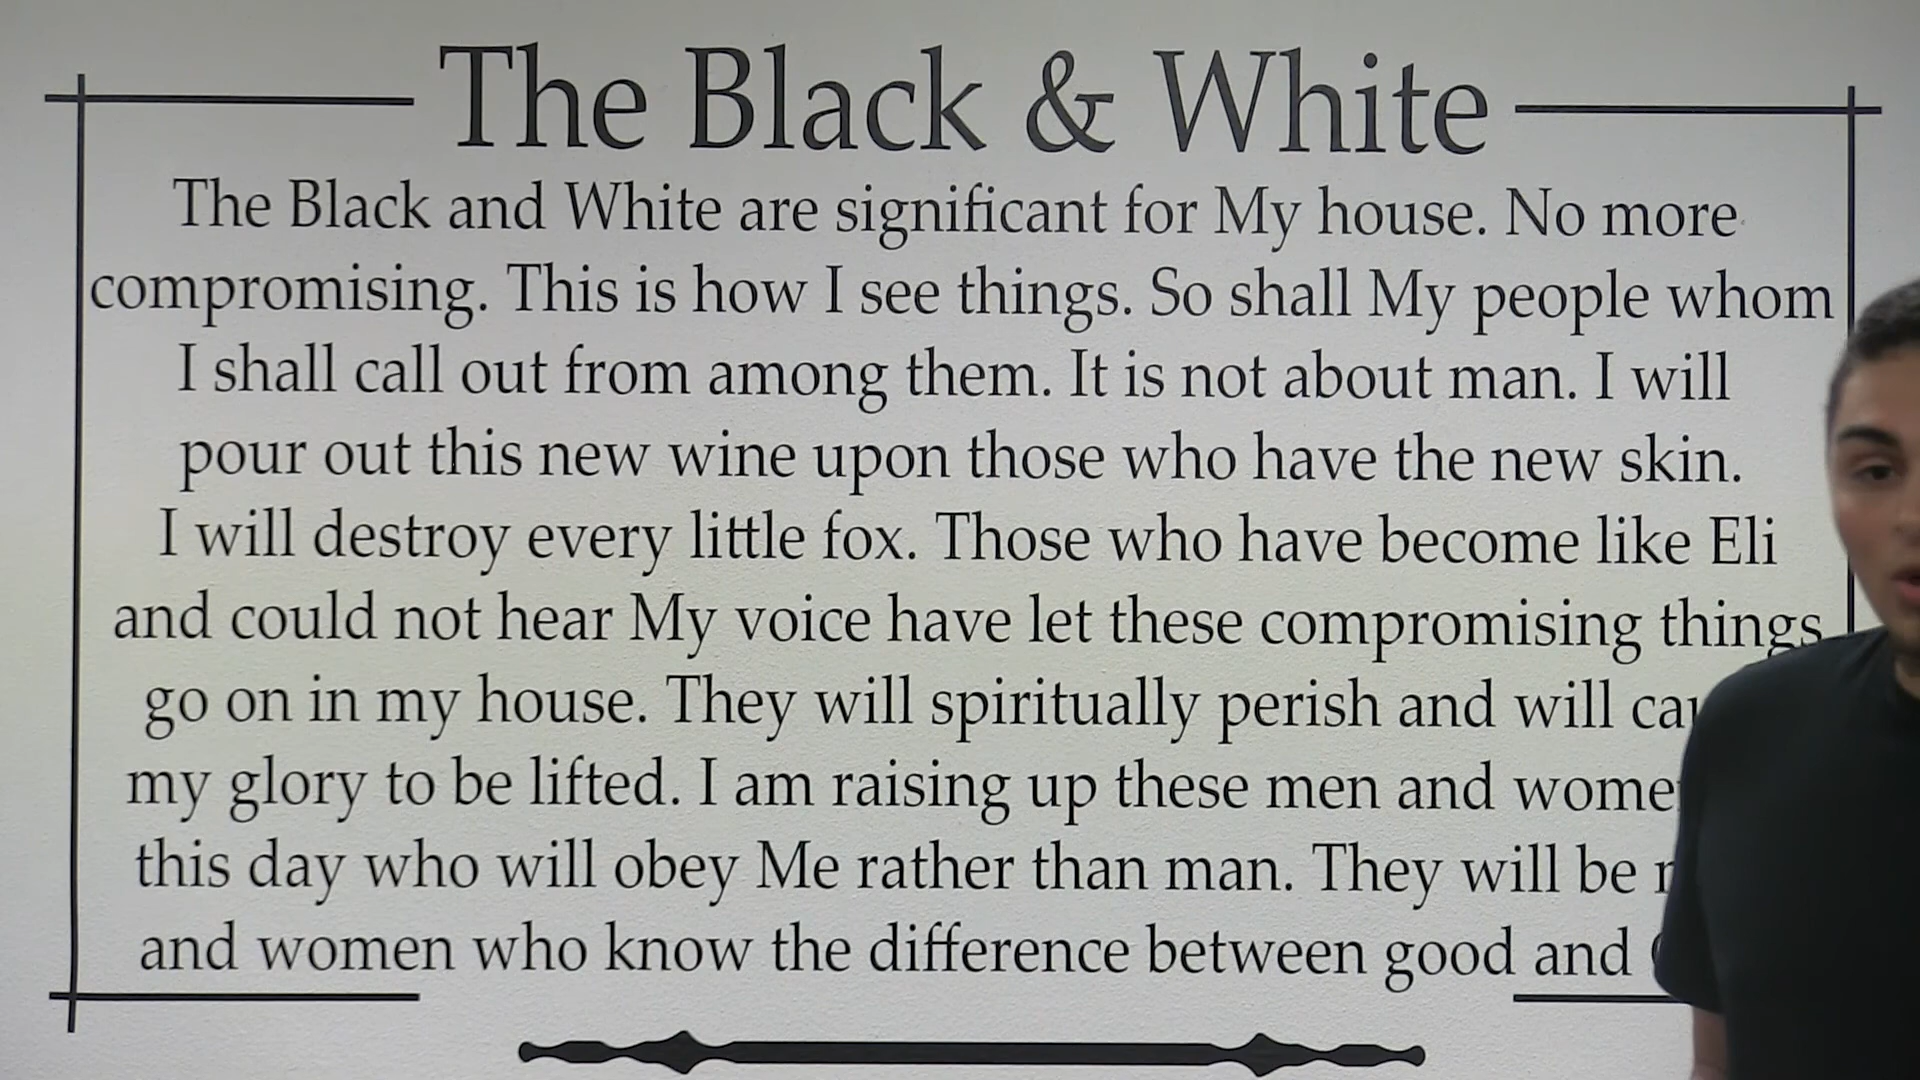 The Black & White
The Black and White are significant for My house. No more
compromising. This is how I see things. So shall My people whom
I shall call out from among them. It is not about man. I will
pour out this new wine upon those who have the new skin.
I will destroy every little fox. Those who have become like Eli
and could not hear My voice have let these compromising things
go on in my house. They will spiritually perish and will
my glory to be lifted. I am raising up these men and
this day who will obey Me rather than man. They will be
and women who know the difference between good and